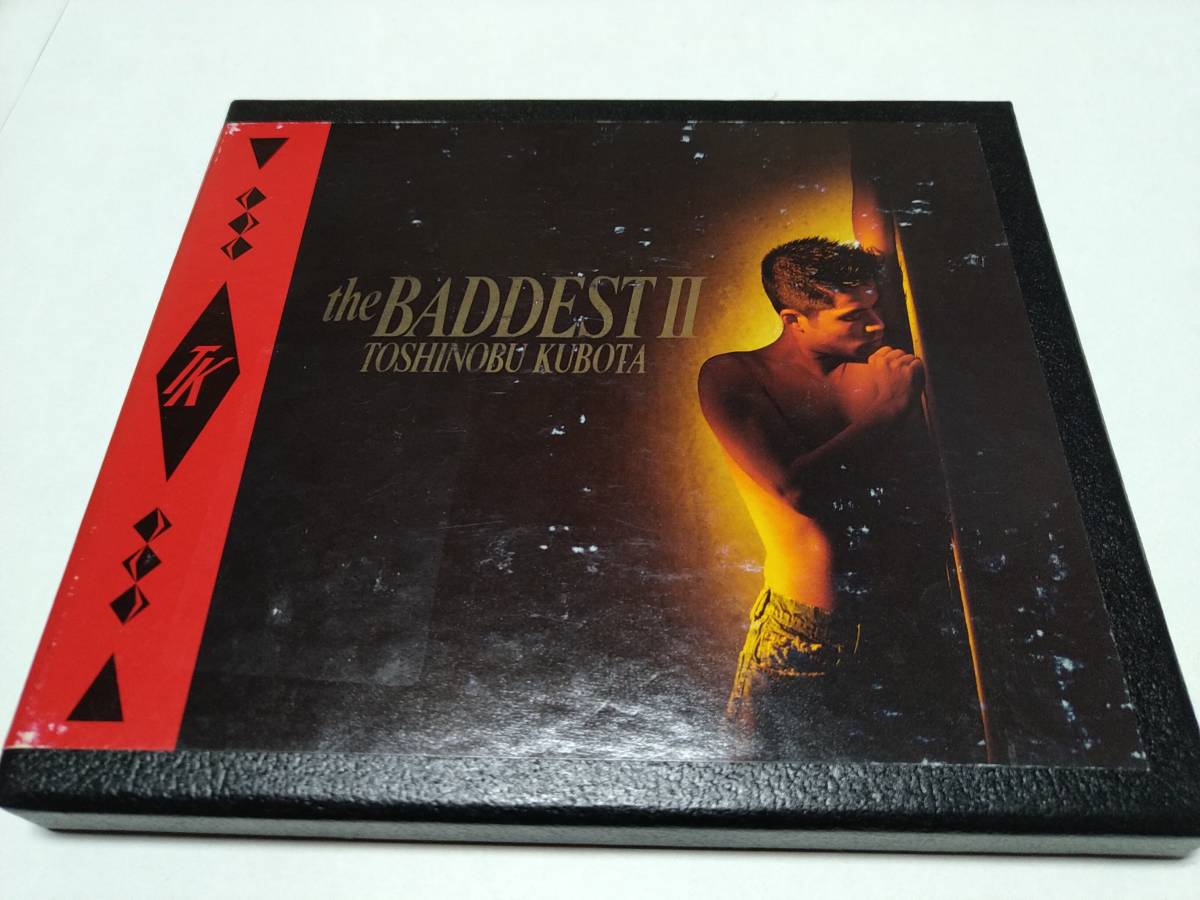 TK
the BADDEST II
TOSHINOBU KUBOTA